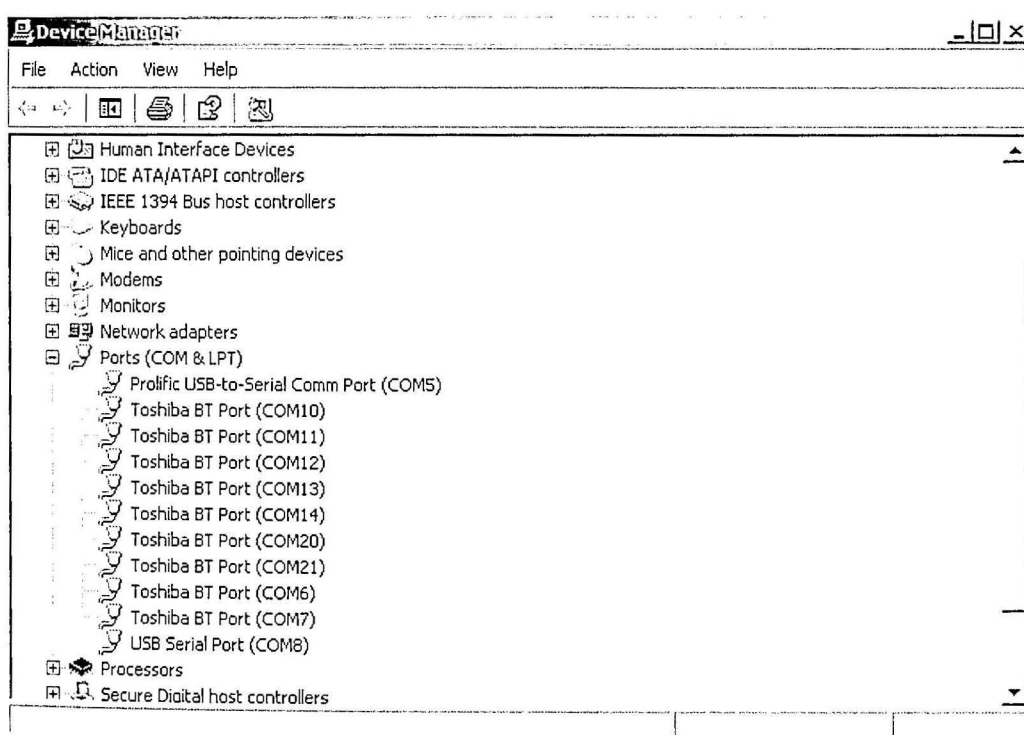 Device Manager
File Action View Help
Human Interface Devices
IDE ATA/ATAPI controllers
IEEE 1394 Bus host controllers
Keyboards
Mice and other pointing devices
Modems
Monitors
Network adapters
Ports (COM & LPT)
Prolific USB-to-Serial Comm Port (COM5)
Toshiba BT Port (COM10)
Toshiba BT Port (COM11)
Toshiba BT Port (COM12)
Toshiba BT Port (COM13)
Toshiba BT Port (COM14)
Toshiba BT Port (COM20)
Toshiba BT Port (COM21)
Toshiba BT Port (COM6)
Toshiba BT Port (COM7)
USB Serial Port (COM8)
Processors
Secure Digital host controllers